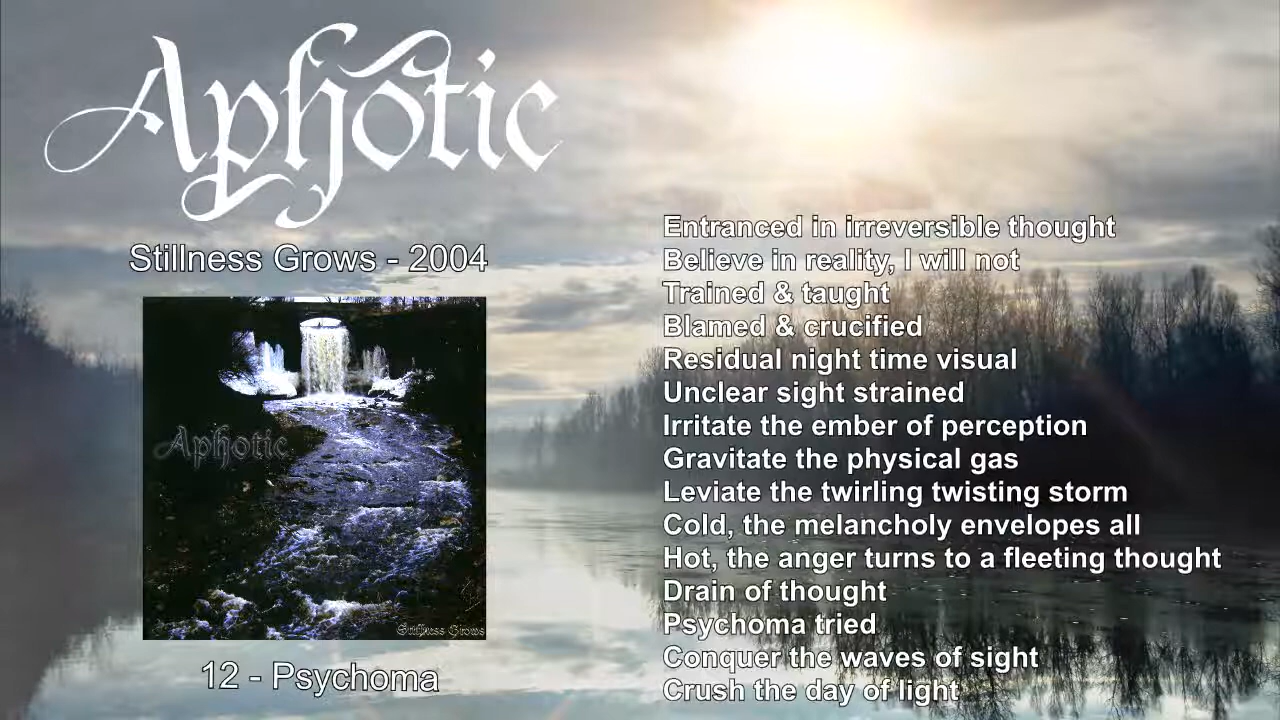 Aphotic
Stillness Grows - 2004
Aphotic
Stillness Grows
12 - Psychoma
Entranced in irreversible thought
Believe in reality, I will not
Trained & taught
Blamed & crucified
Residual night time visual
Unclear sight strained
Irritate the ember of perception
Gravitate the physical gas
Leviate the twirling twisting storm
Cold, the melancholy envelopes all
Hot, the anger turns to a fleeting thought
Drain of thought
Psychoma tried
Conquer the waves of sight
Crush the day of light